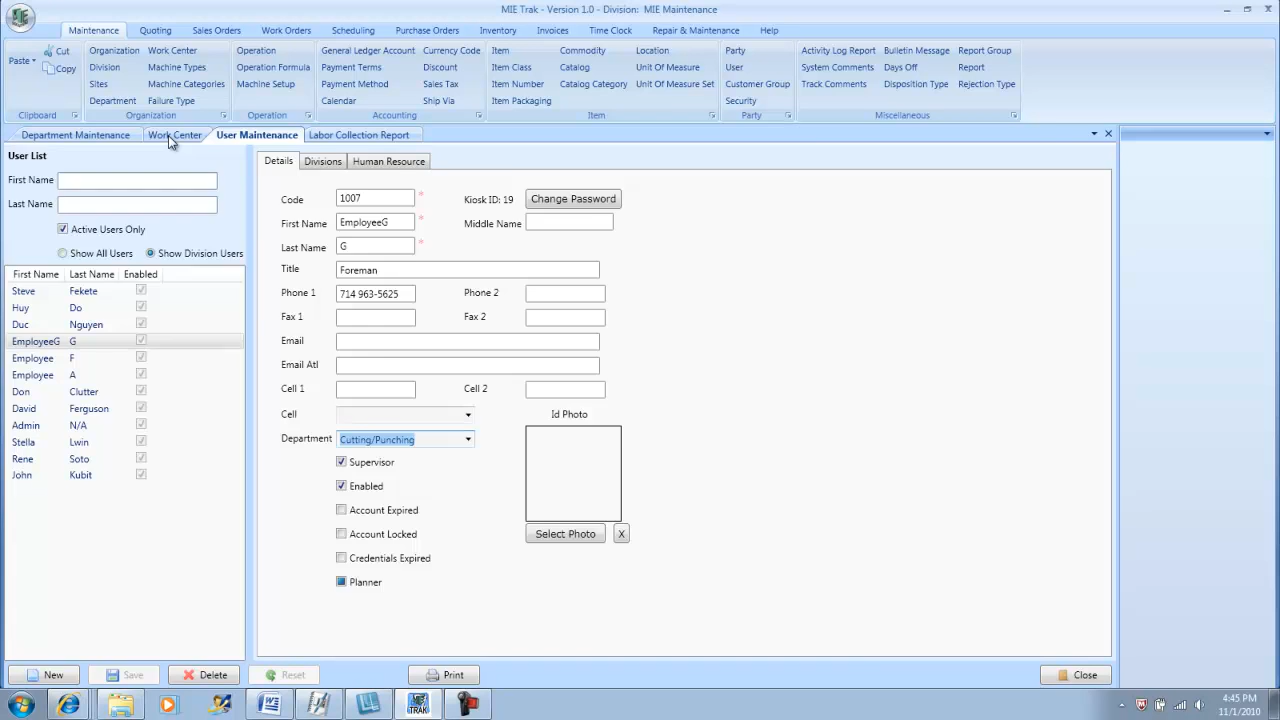 MIE Trak - Version 1.0 - Division: MIE Maintenance
Maintenance Quoting Sales Orders Work Orders Scheduling Purchase Orders Inventory Invoices Time Clock Repair & Maintenance Help
Paste Cut Copy
Clipboard
Organization Work Center
Division Machine Types
Sites Machine Categories
Department Failure Type
Organization
Operation
Operation Formula
Machine Setup
Operation
General Ledger Account Currency Code
Payment Terms Discount
Payment Method Sales Tax
Calendar Ship Via
Accounting
Item Commodity Location
Item Class Catalog Unit Of Measure
Item Number Catalog Category Unit Of Measure Set
Item Packaging
Item
Party
User
Customer Group
Security
Party
Activity Log Report Bulletin Message Report Group
System Comments Days Off Report
Track Comments Disposition Type Rejection Type
Miscellaneous
Department Maintenance Work Center User Maintenance Labor Collection Report
User List
First Name
Last Name
Active Users Only
Show All Users Show Division Users
First Name Last Name Enabled
Steve Fekete
Huy Do
Duc Nguyen
EmployeeG G
Employee F
Employee A
Don Clutter
David Ferguson
Admin N/A
Stella Lwin
Rene Soto
John Kubit
Details Divisions Human Resource
Code 1007 * Kiosk ID: 19 Change Password
First Name EmployeeG * Middle Name
Last Name G *
Title Foreman
Phone 1 714 963-5625 Phone 2
Fax 1 Fax 2
Email
Email Atl
Cell 1 Cell 2
Cell Id Photo
Department Cutting/Punching
Supervisor
Enabled
Account Expired
Account Locked
Select Photo X
Credentials Expired
Planner
New Save Delete Reset Print Close
4:45 PM
11/1/2010